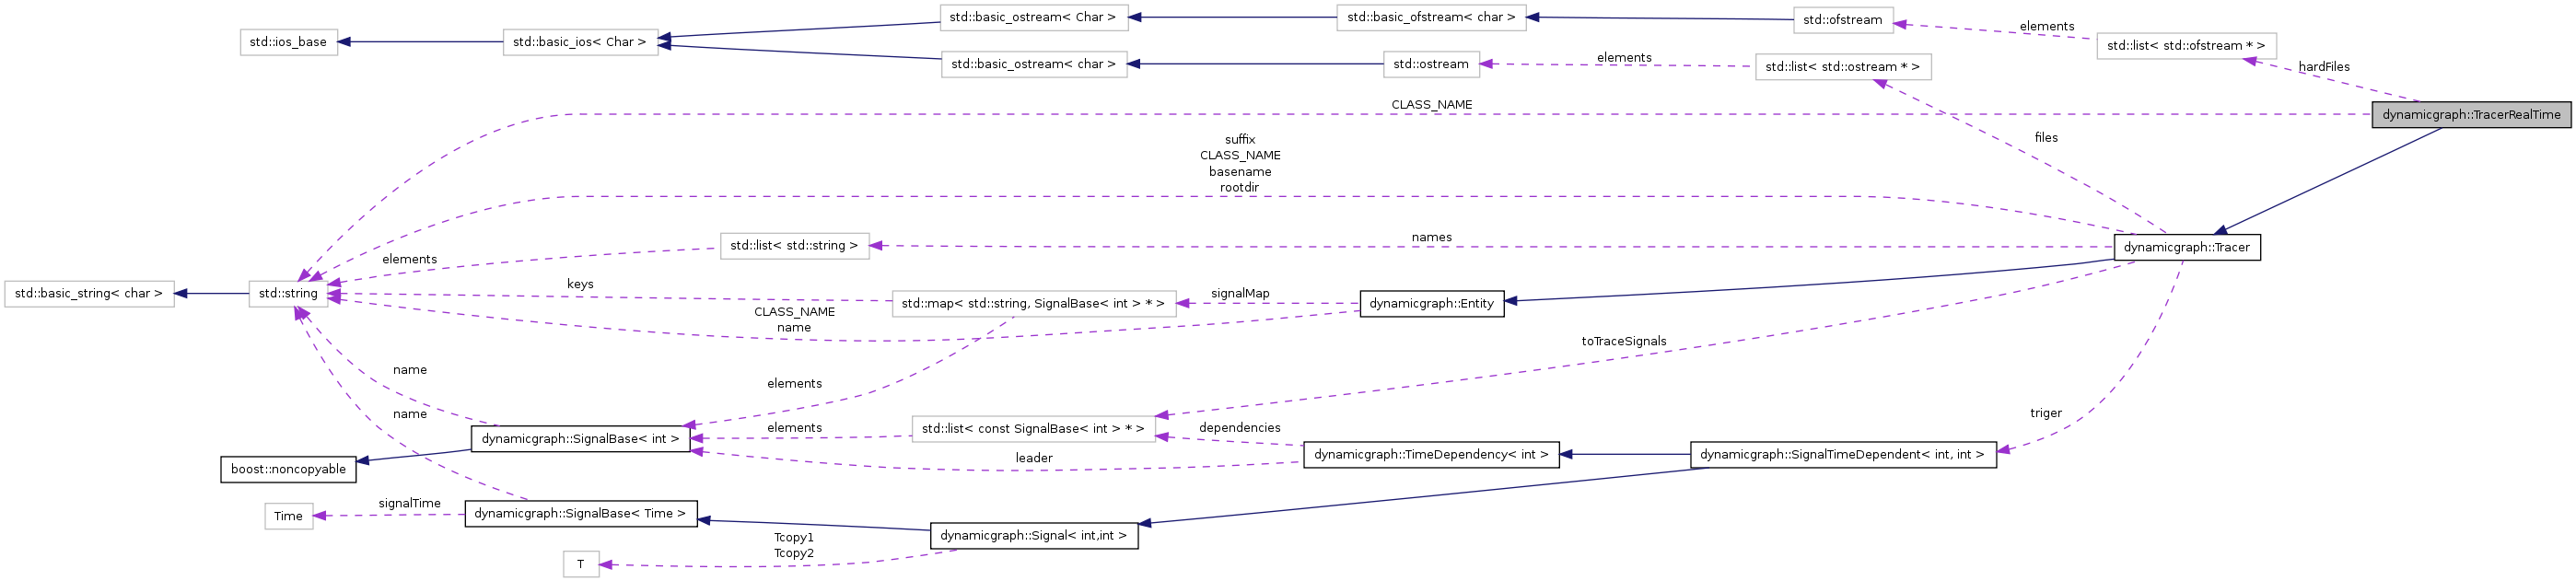 std::basic_ostream< Char >
std::basic_ofstream< char >
std::ofstream
elements
std::ios_base
std::basic_ios< Char >
std::list< std::ofstream * >
std::basic_ostream< char >
std::ostream
elements
std::list< std::ostream * >
hardFiles
CLASS_NAME
dynamicgraph::TracerRealTime
suffix
CLASS_NAME
basename
rootdir
files
std::list< std::string >
names
dynamicgraph::Tracer
elements
std::basic_string< char >
std::string
keys
std::map< std::string, SignalBase< int > * >
signalMap
dynamicgraph::Entity
CLASS_NAME
name
toTraceSignals
name
elements
name
triger
dynamicgraph::SignalBase< int >
elements
std::list< const SignalBase< int > * >
dependencies
boost::noncopyable
leader
dynamicgraph::TimeDependency< int >
dynamicgraph::SignalTimeDependent< int, int >
signalTime
Time
dynamicgraph::SignalBase< Time >
dynamicgraph::Signal< int,int >
Tcopy1
Tcopy2
T